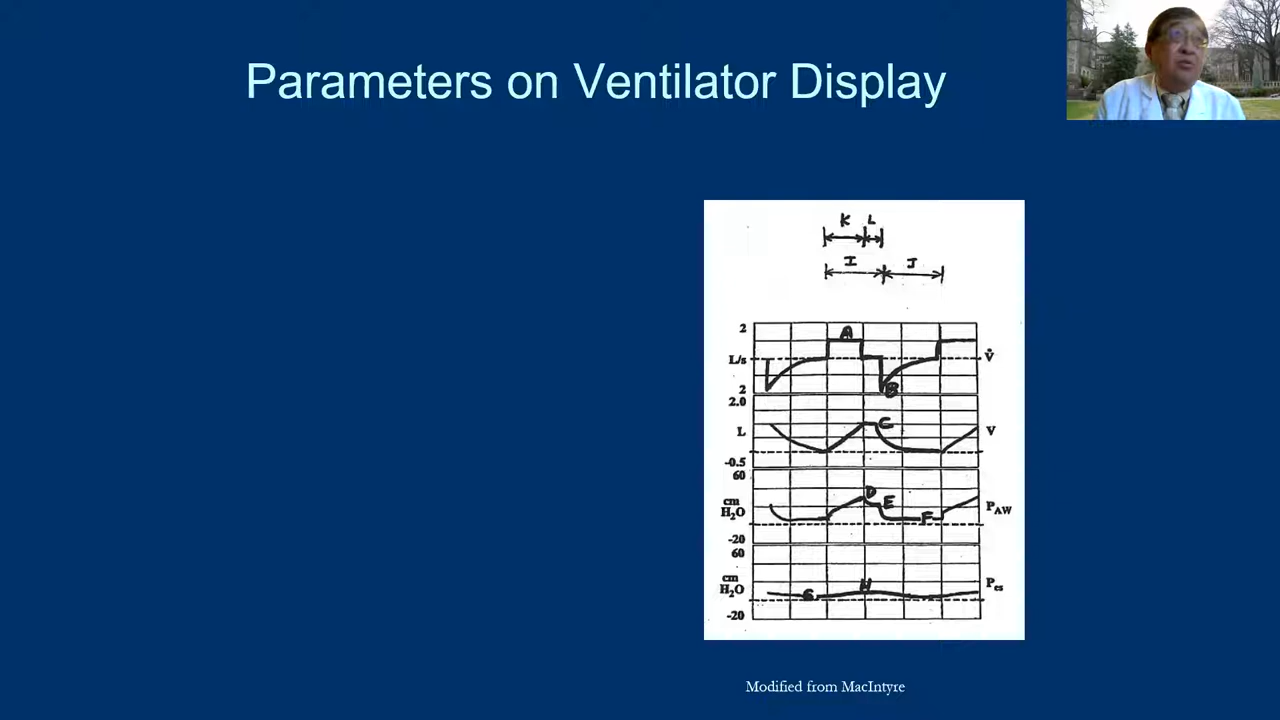 Parameters on Ventilator Display
K L
I J
2
A
L/s
V̇
2
B
2.0
C
L
V
-0.5
60
D
E
cm
H2O
PAW
F
-20
60
cm
H2O
Pes
G
H
-20
Modified from MacIntyre